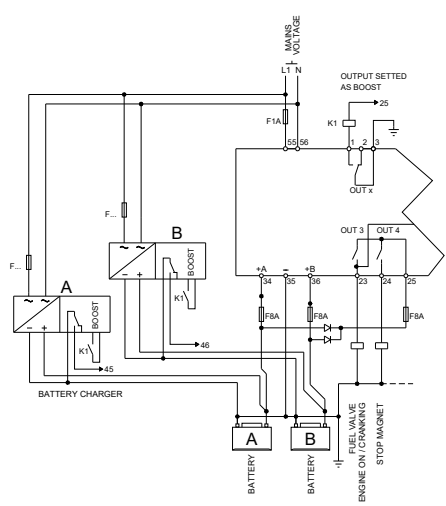 MAINS
VOLTAGE
L1 N
OUTPUT SETTED
AS BOOST
25
F1A
K1
55 56
1 2 3
OUT x
F...
B
OUT 3 OUT 4
F...
~ ~
BOOST
- +
+A - +B
34 35 36 23 24 25
A
K1
~ ~
BOOST
- +
F8A F8A F8A
46
K1
45
BATTERY CHARGER
A B
BATTERY
BATTERY
FUEL VALVE
ENGINE ON / CRANKING
STOP MAGNET